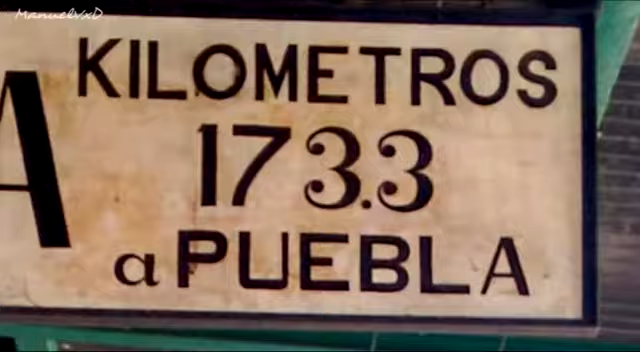 ManuelVxD
KILOMETROS
A
173.3
a PUEBLA